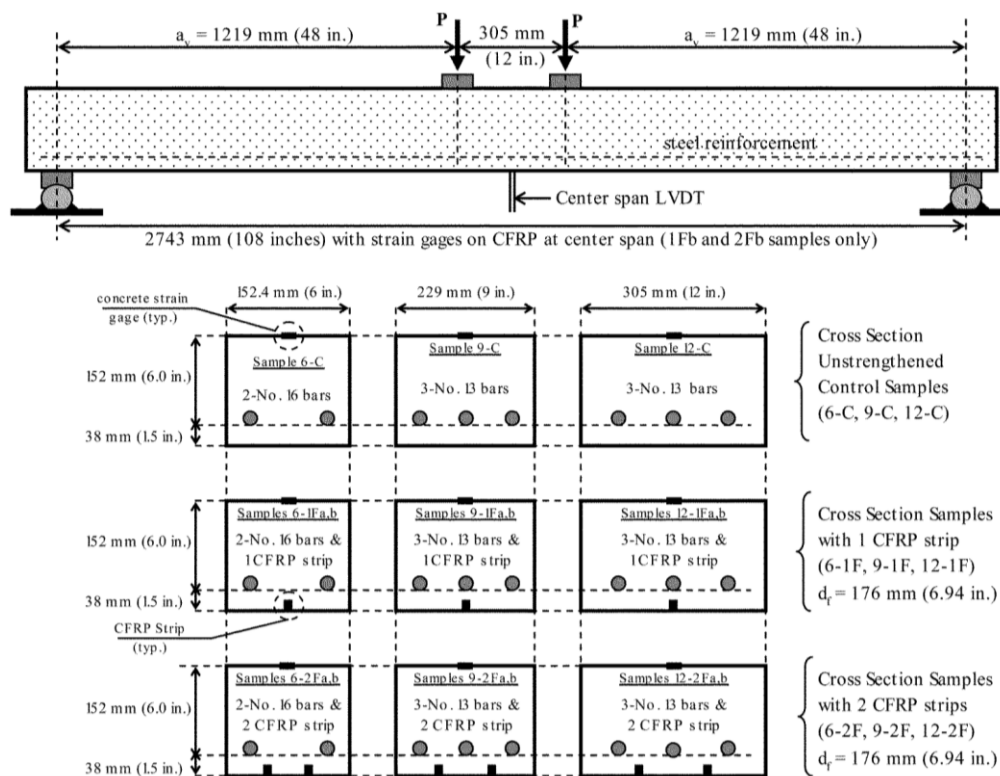 P P
a_v = 1219 mm (48 in.) 305 mm a_v = 1219 mm (48 in.)
(12 in.)
steel reinforcement
Center span LVDT
2743 mm (108 inches) with strain gages on CFRP at center span (1Fb and 2Fb samples only)
152.4 mm (6 in.) 229 mm (9 in.) 305 mm (12 in.)
concrete strain
gage (typ.)
152 mm (6.0 in.)
38 mm (1.5 in.)
Sample 6-C
2-No. 16 bars
Sample 9-C
3-No. 13 bars
Sample 12-C
3-No. 13 bars
Cross Section
Unstrengthened
Control Samples
(6-C, 9-C, 12-C)
152 mm (6.0 in.)
38 mm (1.5 in.)
Samples 6-1Fa,b
2-No. 16 bars &
1CFRP strip
Samples 9-1Fa,b
3-No. 13 bars &
1CFRP strip
Samples 12-1Fa,b
3-No. 13 bars &
1CFRP strip
Cross Section Samples
with 1 CFRP strip
(6-1F, 9-1F, 12-1F)
d_f = 176 mm (6.94 in.)
CFRP Strip
(typ.)
152 mm (6.0 in.)
38 mm (1.5 in.)
Samples 6-2Fa,b
2-No. 16 bars &
2 CFRP strip
Samples 9-2Fa,b
3-No. 13 bars &
2 CFRP strip
Samples 12-2Fa,b
3-No. 13 bars &
2 CFRP strip
Cross Section Samples
with 2 CFRP strips
(6-2F, 9-2F, 12-2F)
d_f = 176 mm (6.94 in.)